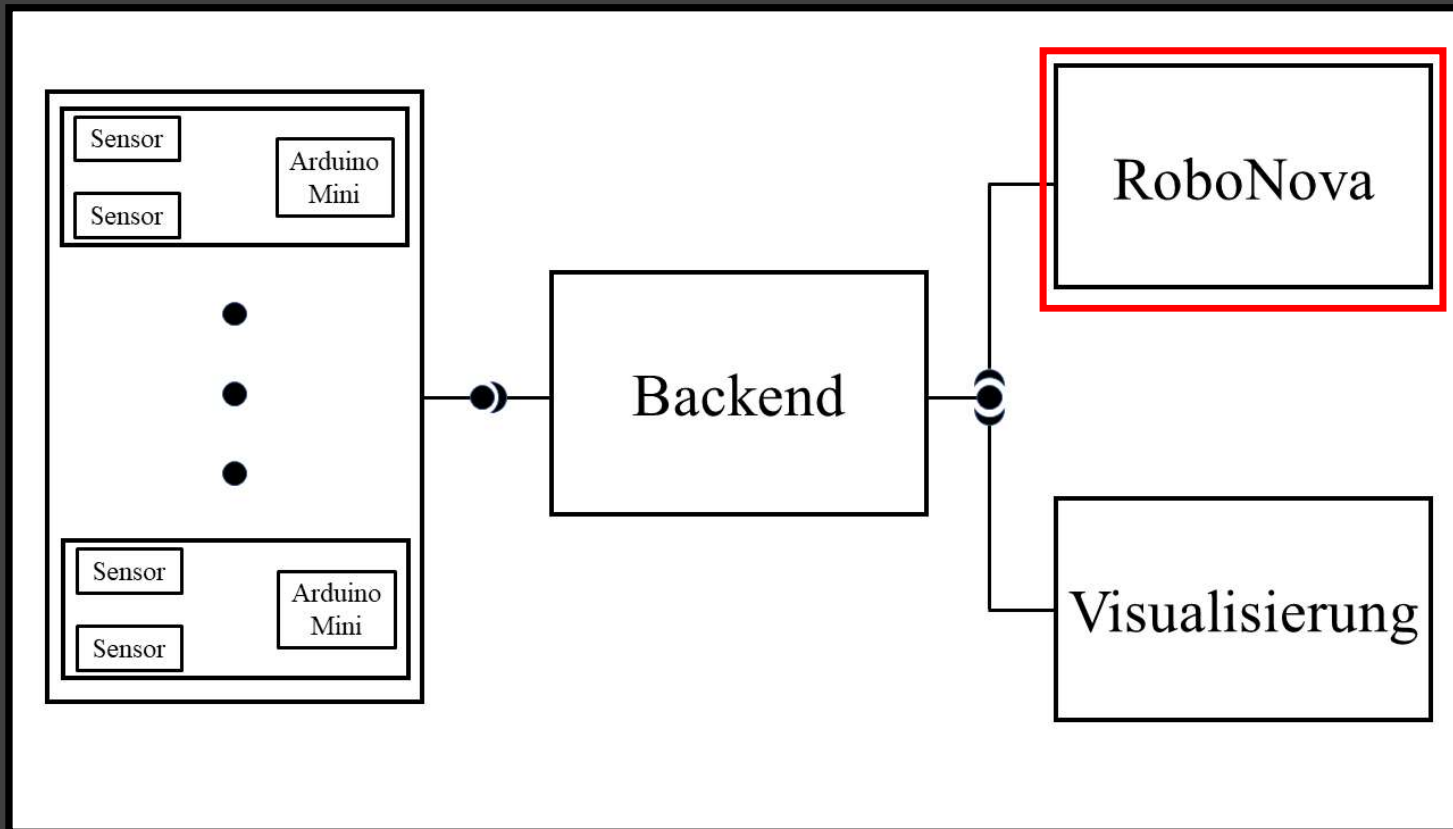 Sensor
Arduino
Mini
Sensor
Sensor
Arduino
Mini
Sensor
Backend
RoboNova
Visualisierung